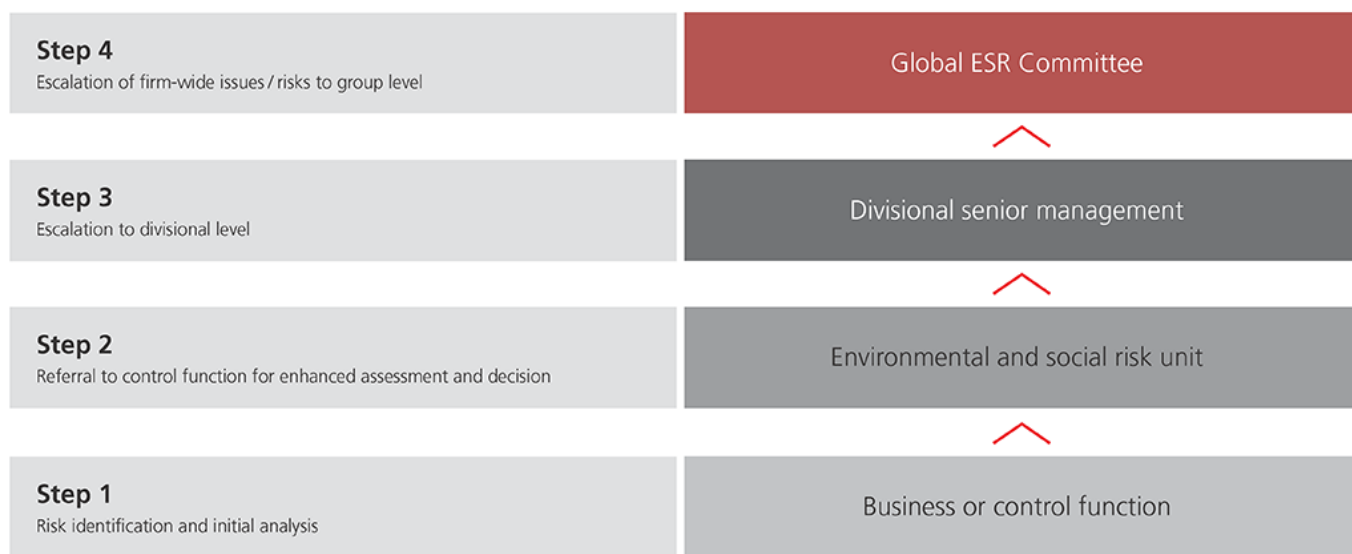 Step 4
Escalation of firm-wide issues / risks to group level
Global ESR Committee
Step 3
Escalation to divisional level
Divisional senior management
Step 2
Referral to control function for enhanced assessment and decision
Environmental and social risk unit
Step 1
Risk identification and initial analysis
Business or control function